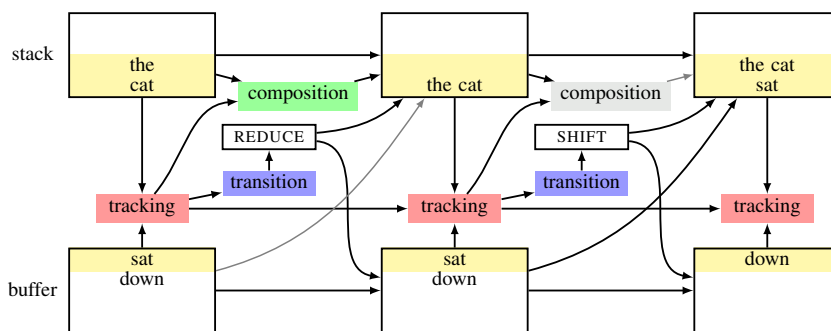 stack
the
cat
the cat
the cat
sat
composition
composition
REDUCE
SHIFT
transition
transition
tracking
tracking
tracking
buffer
sat
down
sat
down
down